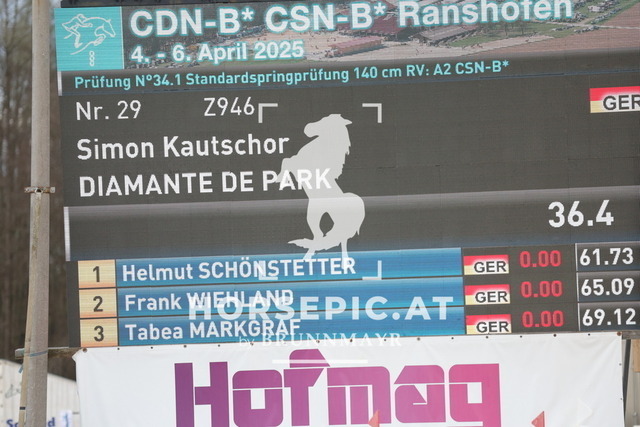 CDN-B* CSN-B* Ranshofen
4. - 6. April 2025
Prüfung N°34.1 Standardspringprüfung 140 cm RV: A2 CSN-B*
Nr. 29 Z946 GER
Simon Kautschor
DIAMANTE DE PARK
36.4
1 Helmut SCHÖNSTETTER GER 0.00 61.73
2 Frank WIEHLAND GER 0.00 65.09
HORSEPIC.AT
3 Tabea MARKGRAF GER 0.00 69.12
by BRUNNMAYR
Hofmag